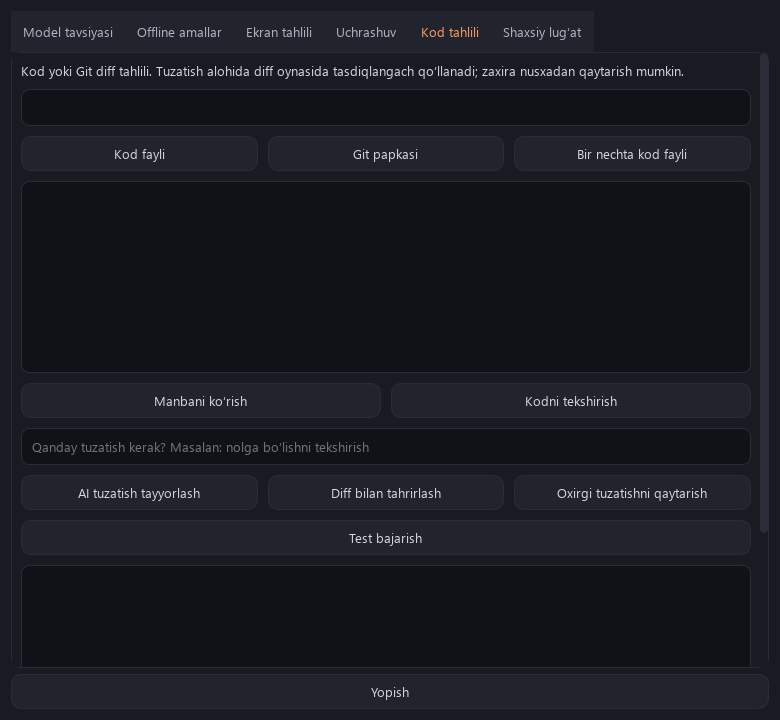 Model tavsiyasi Offline amallar Ekran tahlili Uchrashuv Kod tahlili Shaxsiy lug‘at
Kod yoki Git diff tahlili. Tuzatish alohida diff oynasida tasdiqlangach qo‘llanadi; zaxira nusxadan qaytarish mumkin.
Kod fayli Git papkasi Bir nechta kod fayli
Manbani ko‘rish Kodni tekshirish
Qanday tuzatish kerak? Masalan: nolga bo‘lishni tekshirish
AI tuzatish tayyorlash Diff bilan tahrirlash Oxirgi tuzatishni qaytarish
Test bajarish
Yopish